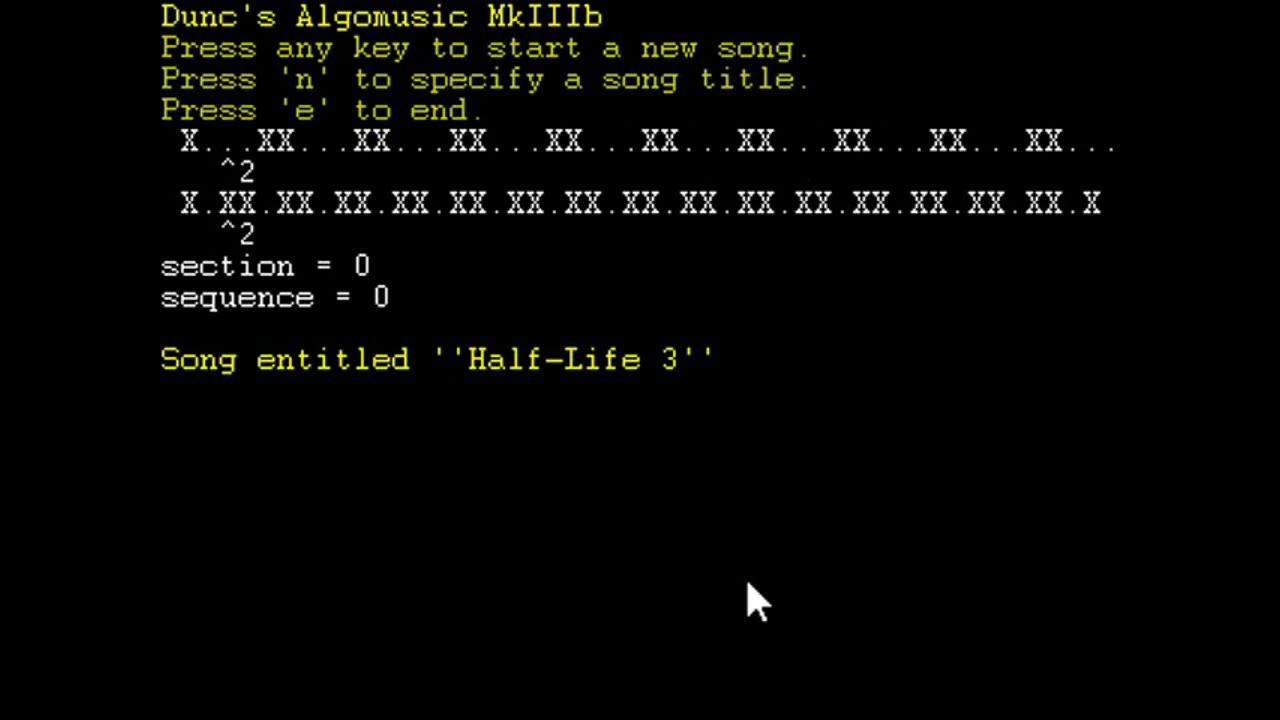 Dunc's Algomusic MkIIIb
Press any key to start a new song.
Press 'n' to specify a song title.
Press 'e' to end.
X...XX...XX...XX...XX...XX...XX...XX...XX...XX...
^2
X.XX.XX.XX.XX.XX.XX.XX.XX.XX.XX.XX.XX.XX.XX.XX.X
^2
section = 0
sequence = 0
Song entitled ''Half-Life 3''